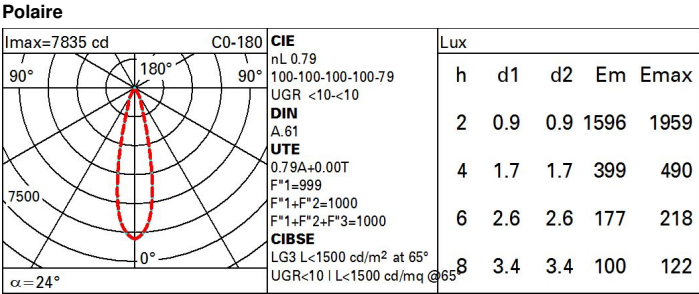 Polaire
Imax=7835 cd C0-180
90° 180° 90°
7500
0°
α=24°
CIE
nL 0.79
100-100-100-100-79
UGR <10-<10
DIN
A.61
UTE
0.79A+0.00T
F"1=999
F"1+F"2=1000
F"1+F"2+F"3=1000
CIBSE
LG3 L<1500 cd/m² at 65°
UGR<10 | L<1500 cd/mq @65°
Lux
h d1 d2 Em Emax
2 0.9 0.9 1596 1959
4 1.7 1.7 399 490
6 2.6 2.6 177 218
8 3.4 3.4 100 122